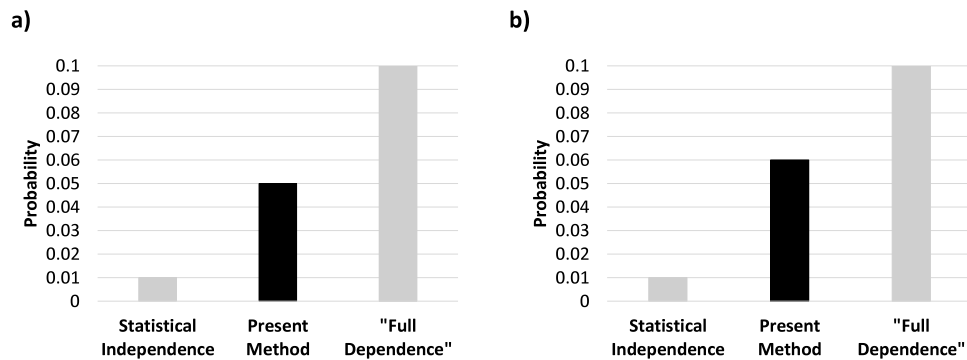 a)
Probability
0.1
0.09
0.08
0.07
0.06
0.05
0.04
0.03
0.02
0.01
0
Statistical
Independence
Present
Method
"Full
Dependence"
b)
Probability
0.1
0.09
0.08
0.07
0.06
0.05
0.04
0.03
0.02
0.01
0
Statistical
Independence
Present
Method
"Full
Dependence"